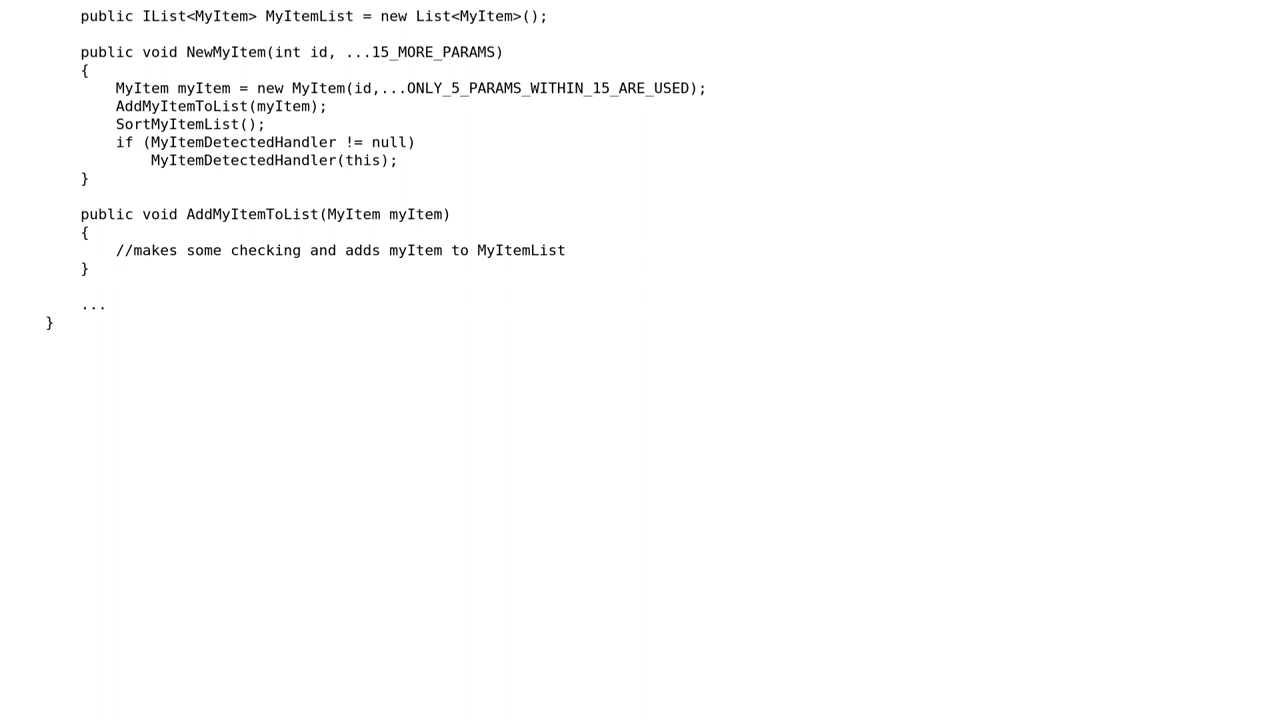 public IList<MyItem> MyItemList = new List<MyItem>();
public void NewMyItem(int id, ...15_MORE_PARAMS)
{
MyItem myItem = new MyItem(id,...ONLY_5_PARAMS_WITHIN_15_ARE_USED);
AddMyItemToList(myItem);
SortMyItemList();
if (MyItemDetectedHandler != null)
MyItemDetectedHandler(this);
}
public void AddMyItemToList(MyItem myItem)
{
//makes some checking and adds myItem to MyItemList
}
...
}